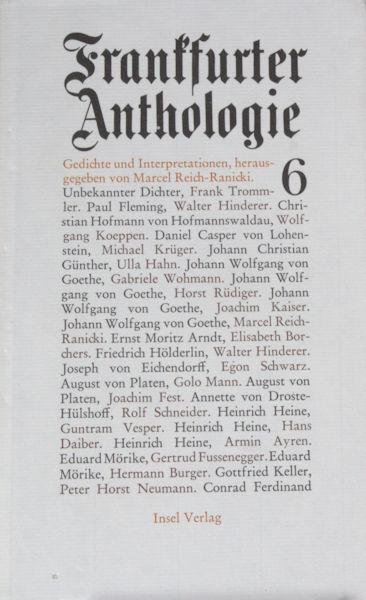 Frankfurter
Anthologie
Gedichte und Interpretationen, heraus-
gegeben von Marcel Reich-Ranicki.
6
Unbekannter Dichter, Frank Tromm-
ler. Paul Fleming, Walter Hinderer. Chri-
stian Hofmann von Hofmannswaldau, Wolf-
gang Koeppen. Daniel Casper von Lohen-
stein, Michael Krüger. Johann Christian
Günther, Ulla Hahn. Johann Wolfgang von
Goethe, Gabriele Wohmann. Johann Wolf-
gang von Goethe, Horst Rüdiger. Johann
Wolfgang von Goethe, Joachim Kaiser.
Johann Wolfgang von Goethe, Marcel Reich-
Ranicki. Ernst Moritz Arndt, Elisabeth Bor-
chers. Friedrich Hölderlin, Walter Hinderer.
Joseph von Eichendorff, Egon Schwarz.
August von Platen, Golo Mann. August von
Platen, Joachim Fest. Annette von Droste-
Hülshoff, Rolf Schneider. Heinrich Heine,
Guntram Vesper. Heinrich Heine, Hans
Daiber. Heinrich Heine, Armin Ayren.
Eduard Mörike, Gertrud Fussenegger. Eduard
Mörike, Hermann Burger. Gottfried Keller,
Peter Horst Neumann. Conrad Ferdinand
Insel Verlag